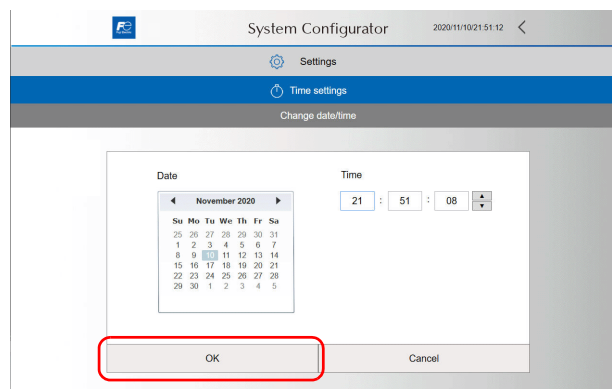 Fe
Fuji Electric
System Configurator
2020/11/10/21:51:12
Settings
Time settings
Change date/time
Date
Time
November 2020
21 : 51 : 08
Su Mo Tu We Th Fr Sa
25 26 27 28 29 30 31
1 2 3 4 5 6 7
8 9 10 11 12 13 14
15 16 17 18 19 20 21
22 23 24 25 26 27 28
29 30 1 2 3 4 5
OK
Cancel